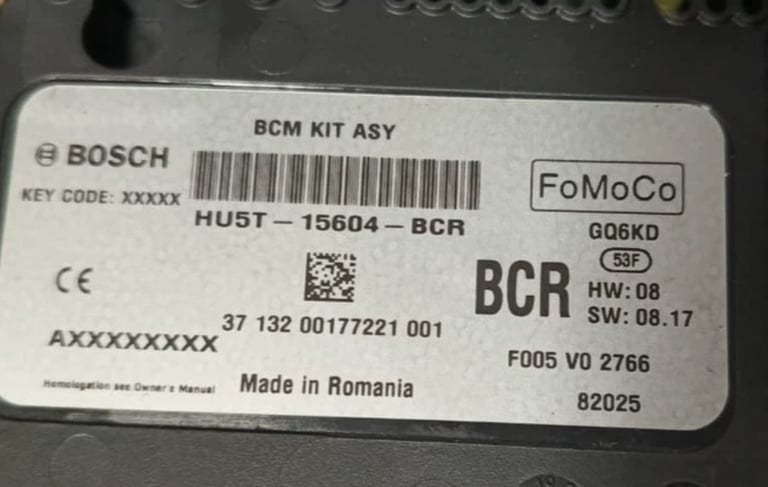 BCM KIT ASY
BOSCH
KEY CODE: XXXXX
HU5T-15604-BCR
FoMoCo
GQ6KD
53F
BCR
HW: 08
SW: 08.17
CE
37 132 00177221 001
AXXXXXXXXX
F005 V0 2766
Homologation see Owner's Manual
Made in Romania
82025